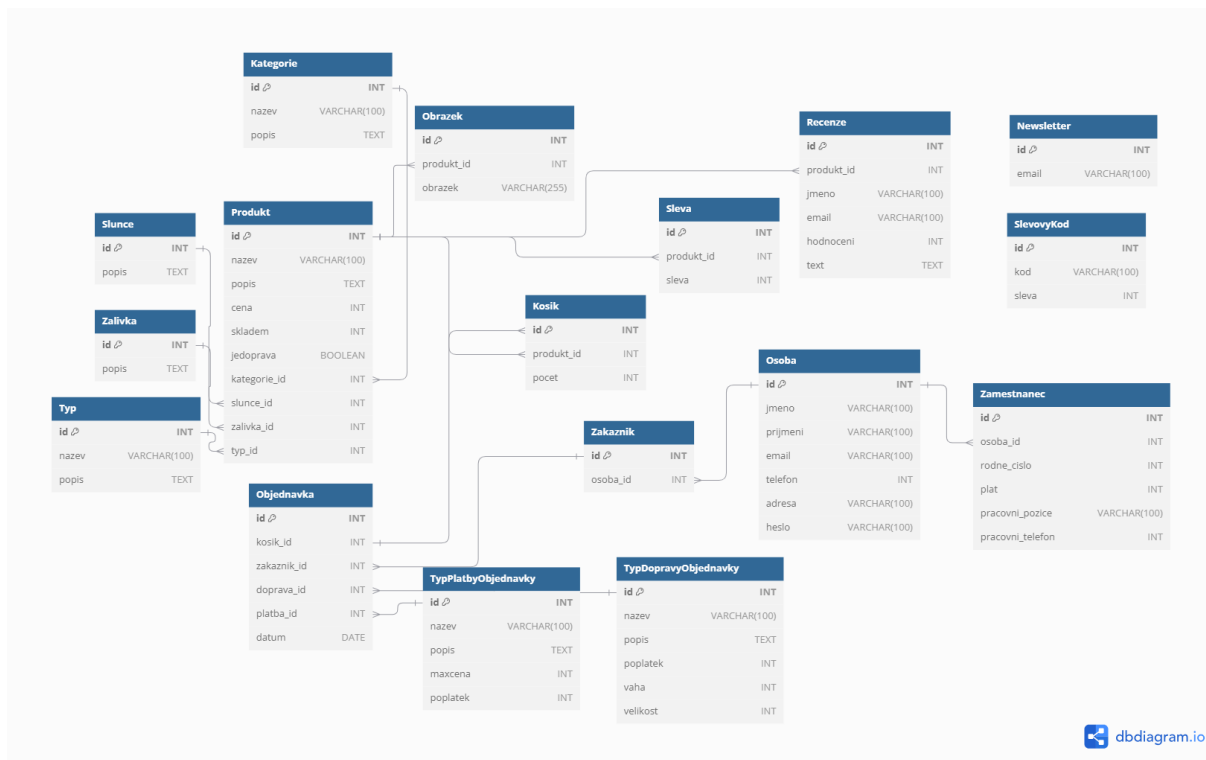 Kategorie
id INT
nazev VARCHAR(100)
popis TEXT
Obrazek
id INT
produkt_id INT
obrazek VARCHAR(255)
Recenze
id INT
produkt_id INT
jmeno VARCHAR(100)
email VARCHAR(100)
hodnoceni INT
text TEXT
Newsletter
id INT
email VARCHAR(100)
Slunce
id INT
popis TEXT
Produkt
id INT
nazev VARCHAR(100)
popis TEXT
cena INT
skladem INT
jedoprava BOOLEAN
kategorie_id INT
slunce_id INT
zalivka_id INT
typ_id INT
Sleva
id INT
produkt_id INT
sleva INT
SlevovyKod
id INT
kod VARCHAR(100)
sleva INT
Zalivka
id INT
popis TEXT
Kosik
id INT
produkt_id INT
pocet INT
Typ
id INT
nazev VARCHAR(100)
popis TEXT
Osoba
id INT
jmeno VARCHAR(100)
prijmeni VARCHAR(100)
email VARCHAR(100)
telefon INT
adresa VARCHAR(100)
heslo VARCHAR(100)
Zamestnanec
id INT
osoba_id INT
rodne_cislo INT
plat INT
pracovni_pozice VARCHAR(100)
pracovni_telefon INT
Zakaznik
id INT
osoba_id INT
Objednavka
id INT
kosik_id INT
zakaznik_id INT
doprava_id INT
platba_id INT
datum DATE
TypPlatbyObjednavky
id INT
nazev VARCHAR(100)
popis TEXT
maxcena INT
poplatek INT
TypDopravyObjednavky
id INT
nazev VARCHAR(100)
popis TEXT
poplatek INT
vaha INT
velikost INT
dbdiagram.io